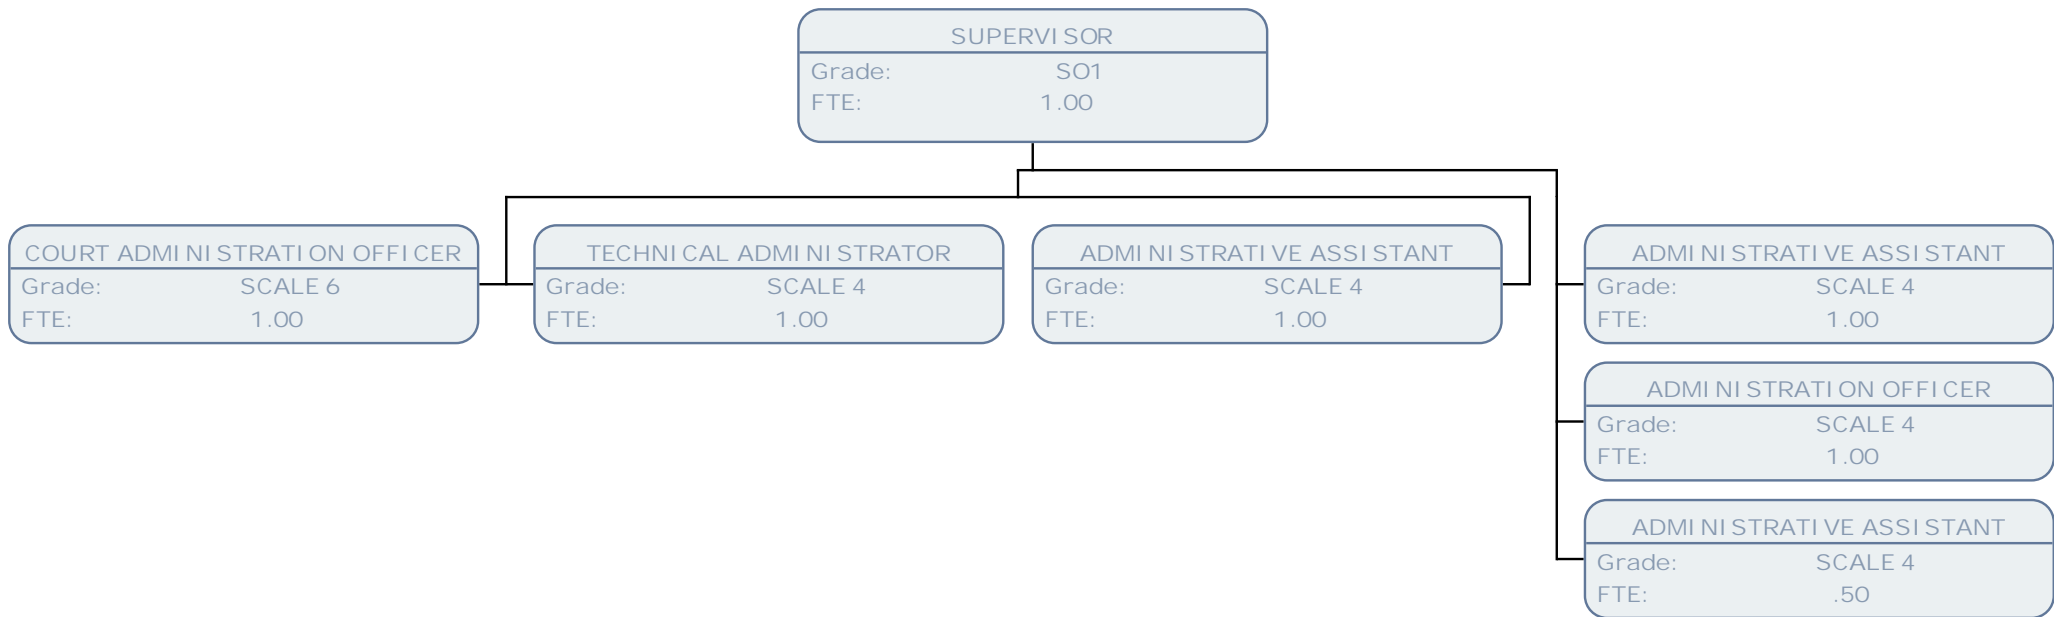 SUPERVISOR
Grade: SO1
FTE: 1.00
COURT ADMINISTRATION OFFICER
Grade: SCALE 6
FTE: 1.00
TECHNICAL ADMINISTRATOR
Grade: SCALE 4
FTE: 1.00
ADMINISTRATIVE ASSISTANT
Grade: SCALE 4
FTE: 1.00
ADMINISTRATIVE ASSISTANT
Grade: SCALE 4
FTE: 1.00
ADMINISTRATION OFFICER
Grade: SCALE 4
FTE: 1.00
ADMINISTRATIVE ASSISTANT
Grade: SCALE 4
FTE: .50